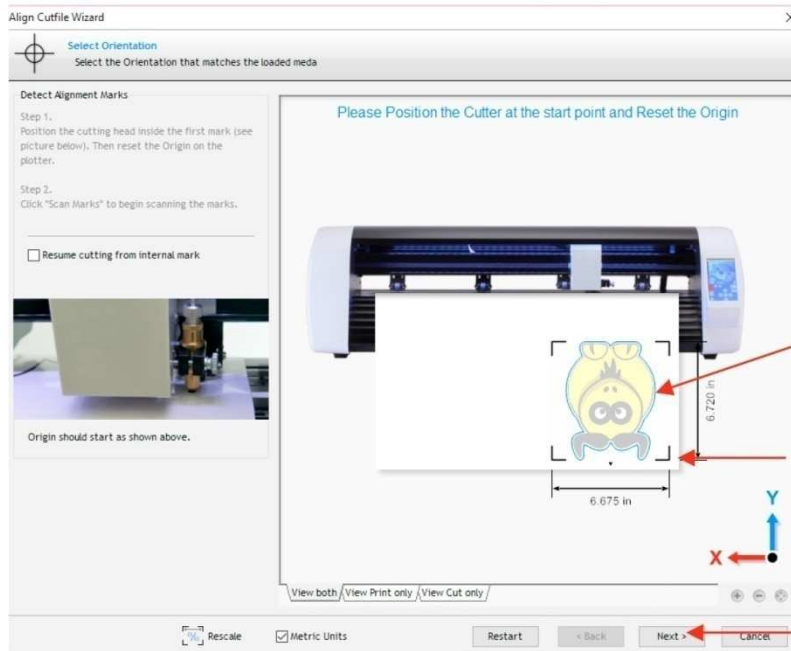 Align Cutfile Wizard
Select Orientation
Select the Orientation that matches the loaded meda
Detect Alignment Marks
Step 1.
Position the cutting head inside the first mark (see
picture below). Then reset the Origin on the
plotter.
Step 2.
Click "Scan Marks" to begin scanning the marks.
Resume cutting from internal mark
Origin should start as shown above.
Please Position the Cutter at the start point and Reset the Origin
6.720 in
6.675 in
Y
X
View both
View Print only
View Cut only
Rescale
Metric Units
Restart
< Back
Next >
Cancel